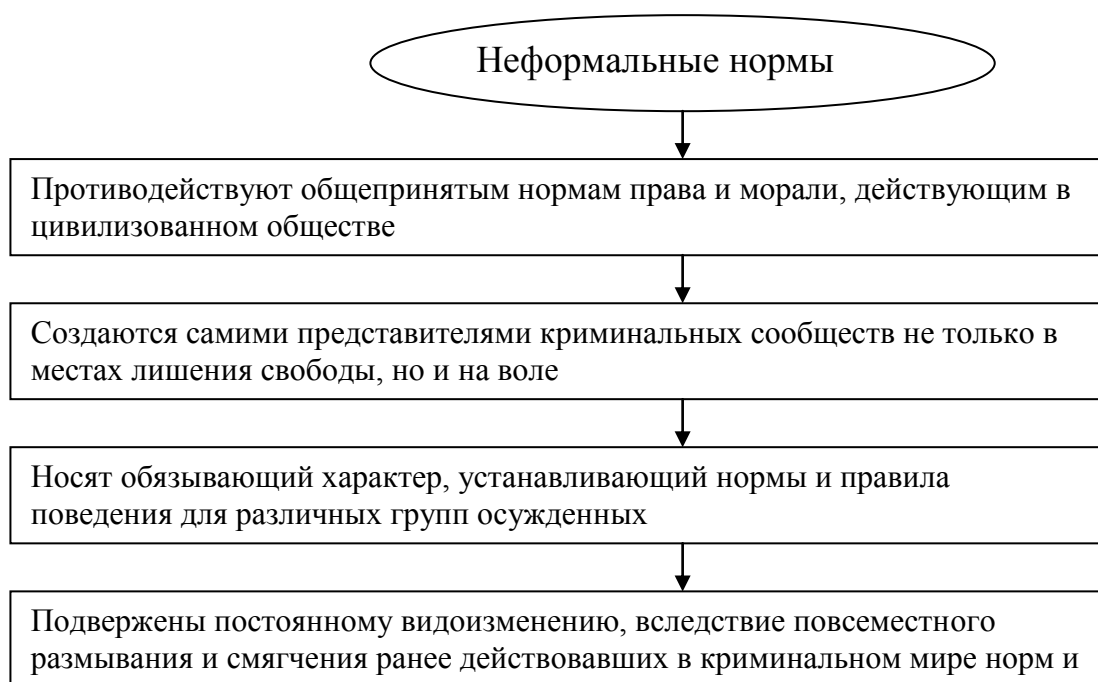 Неформальные нормы
Противодействуют общепринятым нормам права и морали, действующим в
цивилизованном обществе
Создаются самими представителями криминальных сообществ не только в
местах лишения свободы, но и на воле
Носят обязывающий характер, устанавливающий нормы и правила
поведения для различных групп осужденных
Подвержены постоянному видоизменению, вследствие повсеместного
размывания и смягчения ранее действовавших в криминальном мире норм и